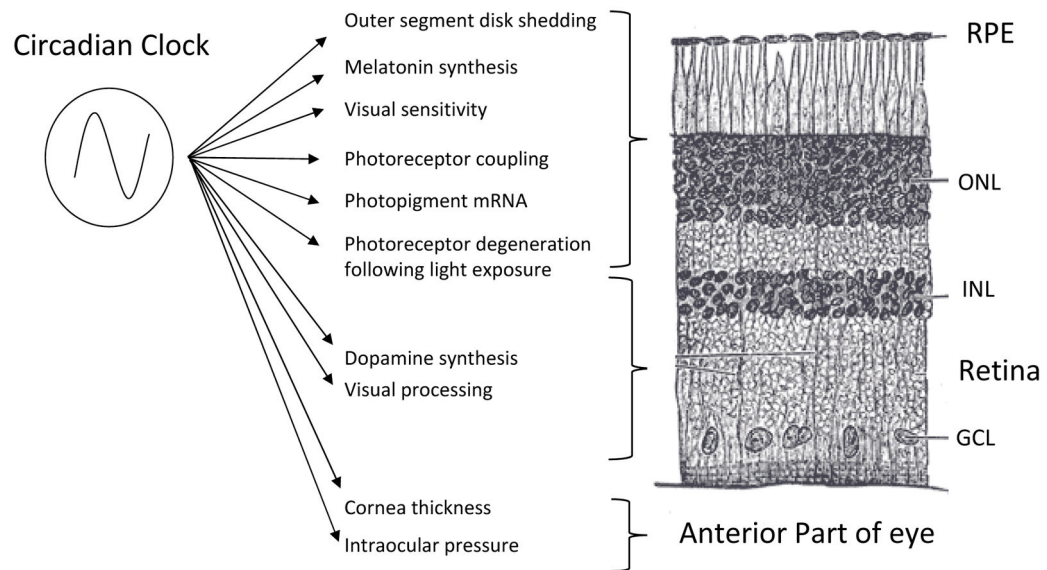 Circadian Clock
Outer segment disk shedding
Melatonin synthesis
Visual sensitivity
Photoreceptor coupling
Photopigment mRNA
Photoreceptor degeneration
following light exposure
Dopamine synthesis
Visual processing
Cornea thickness
Intraocular pressure
RPE
ONL
INL
Retina
GCL
Anterior Part of eye